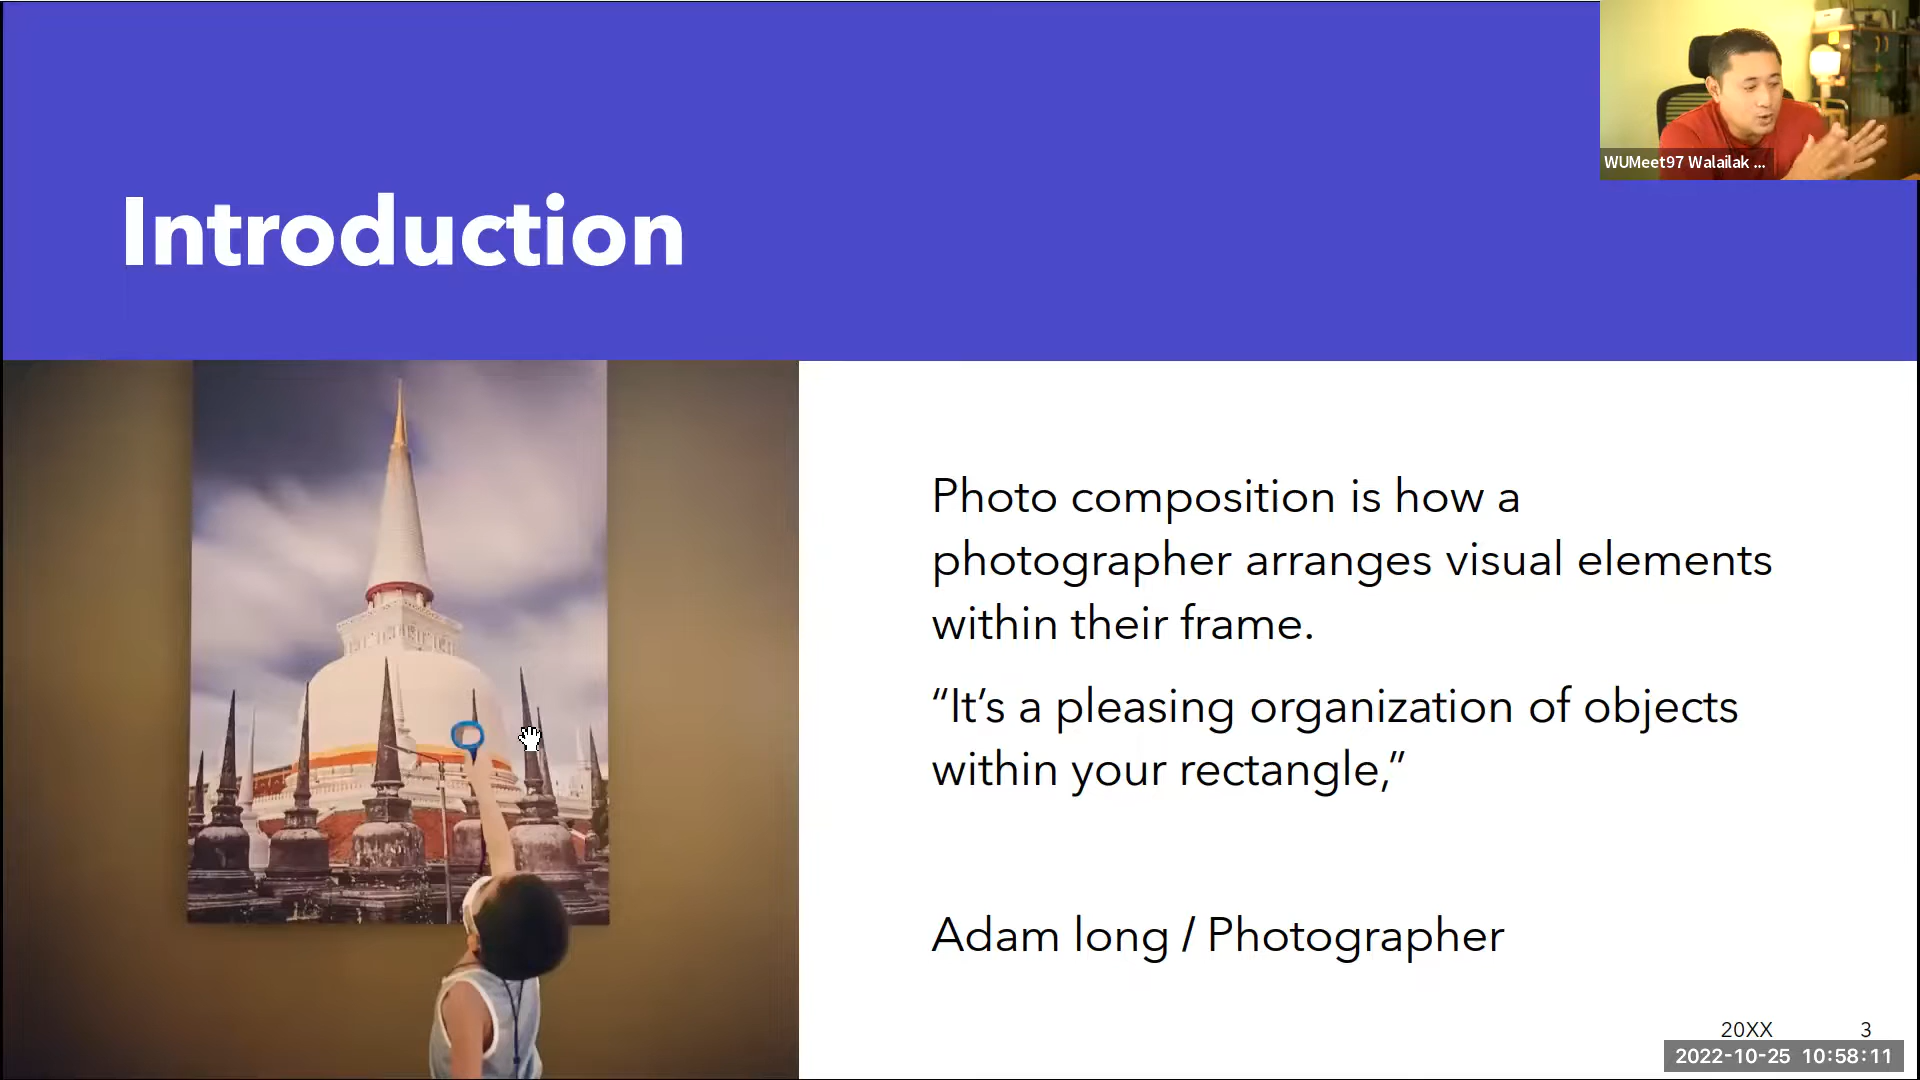 WUMeet97 Walailak ...
Introduction
Photo composition is how a
photographer arranges visual elements
within their frame.
“It’s a pleasing organization of objects
within your rectangle,”
Adam long / Photographer
20XX 3
2022-10-25 10:58:11